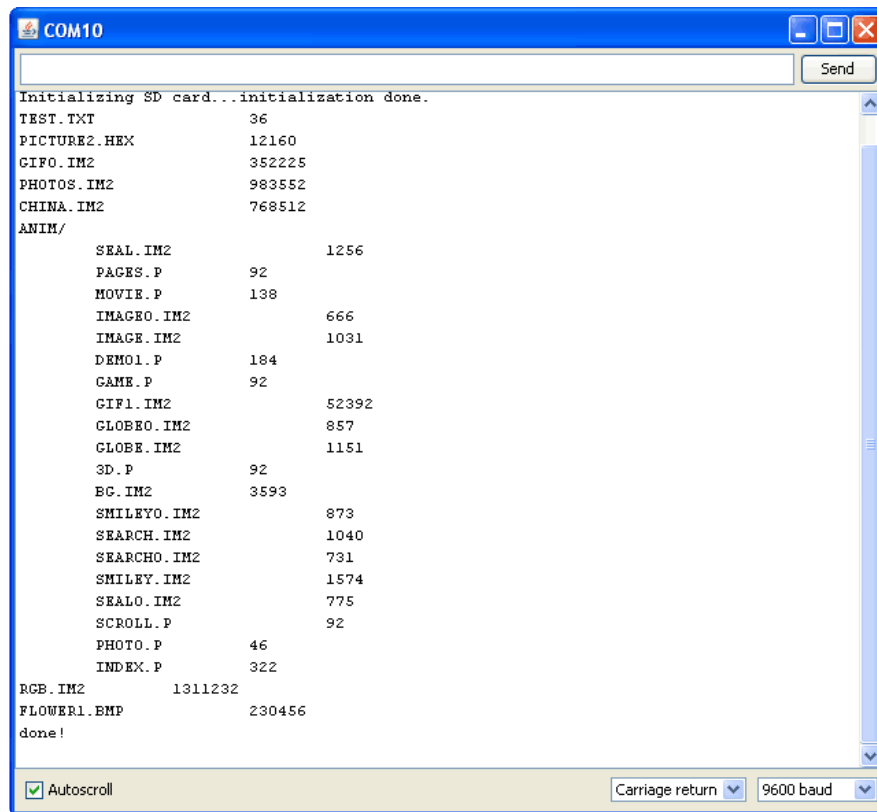 COM10
Send
Initializing SD card...initialization done.
TEST.TXT 36
PICTURE2.HEX 12160
GIF0.IM2 352225
PHOTOS.IM2 983552
CHINA.IM2 768512
ANIM/
SEAL.IM2 1256
PAGES.P 92
MOVIE.P 138
IMAGE0.IM2 666
IMAGE.IM2 1031
DEMO1.P 184
GAME.P 92
GIF1.IM2 52392
GLOBE0.IM2 857
GLOBE.IM2 1151
3D.P 92
BG.IM2 3593
SMILEY0.IM2 873
SEARCH.IM2 1040
SEARCH0.IM2 731
SMILEY.IM2 1574
SEAL0.IM2 775
SCROLL.P 92
PHOTO.P 46
INDEX.P 322
RGB.IM2 1311232
FLOWER1.BMP 230456
done!
Autoscroll Carriage return 9600 baud